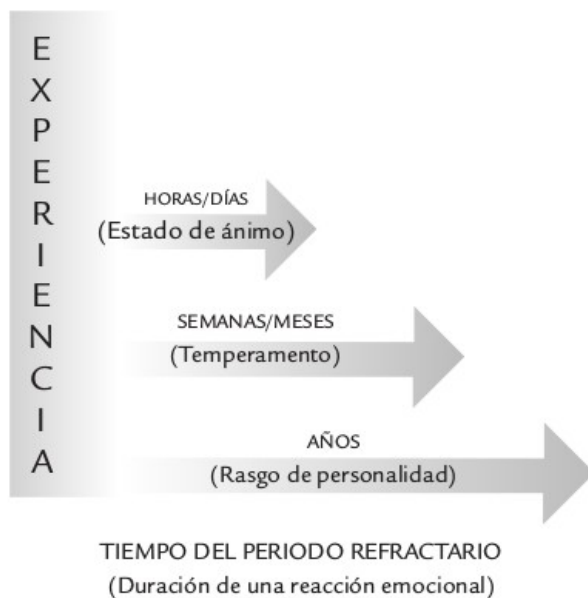 EXPERIENCIA
HORAS/DÍAS
(Estado de ánimo)
SEMANAS/MESES
(Temperamento)
AÑOS
(Rasgo de personalidad)
TIEMPO DEL PERIODO REFRACTARIO
(Duración de una reacción emocional)